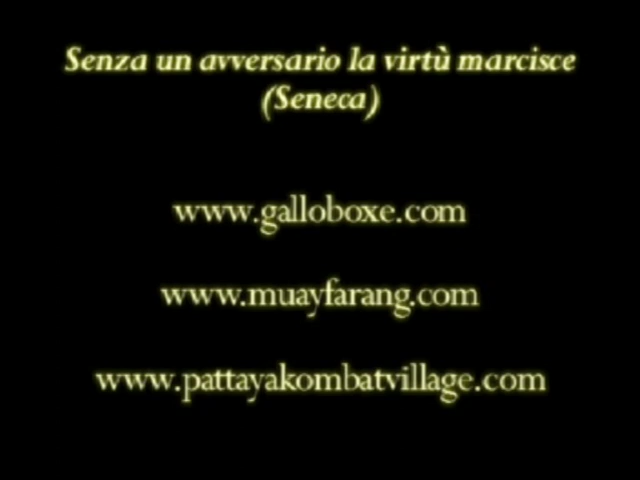 Senza un avversario la virtù marcisce
(Seneca)
www.galloboxe.com
www.muayfarang.com
www.pattayakombatvillage.com